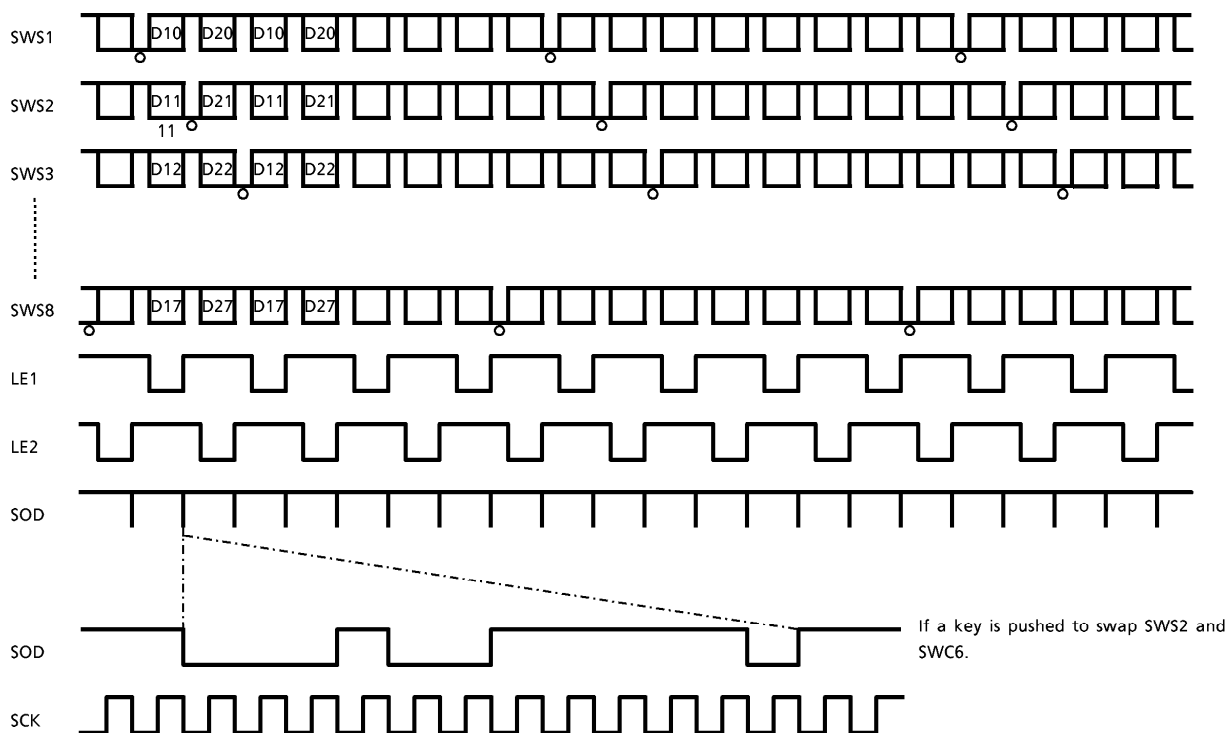 SWS1 D10 D20 D10 D20
SWS2 D11 D21 D11 D21
11
SWS3 D12 D22 D12 D22
SWS8 D17 D27 D17 D27
LE1
LE2
SOD
SOD
If a key is pushed to swap SWS2 and
SWC6.
SCK